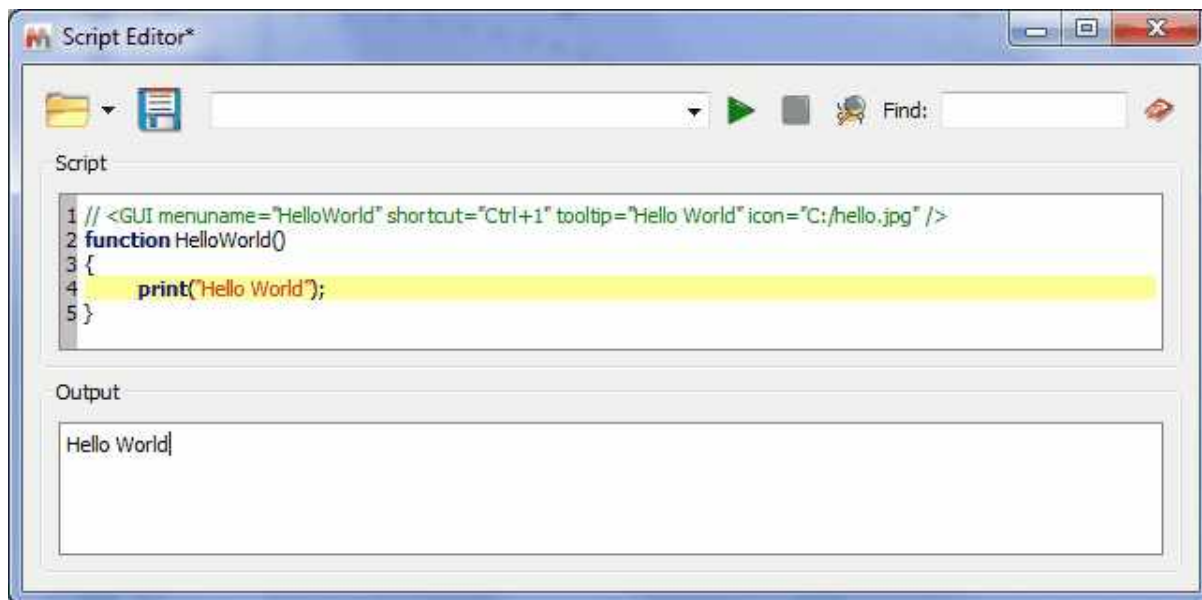 Script Editor*
Find:
Script
1 // <GUI menuname="HelloWorld" shortcut="Ctrl+1" tooltip="Hello World" icon="C:/hello.jpg" />
2 function HelloWorld()
3 {
4 print("Hello World");
5 }
Output
Hello World